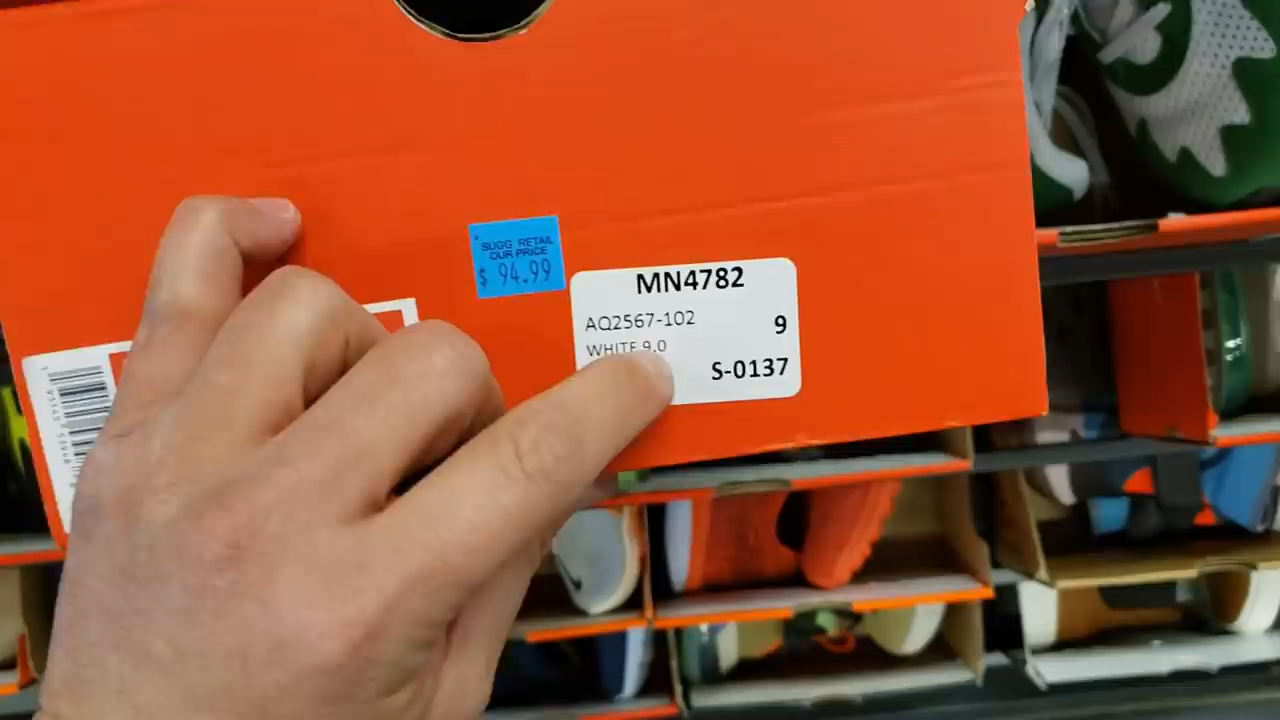 SUGG RETAIL
OUR PRICE
$ 94.99
MN4782
AQ2567-102
9
WHITE 9.0
S-0137